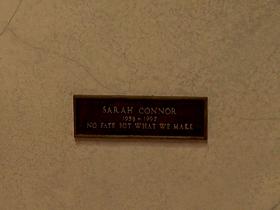 SARAH CONNOR
1959 - 1997
NO FATE BUT WHAT WE MAKE